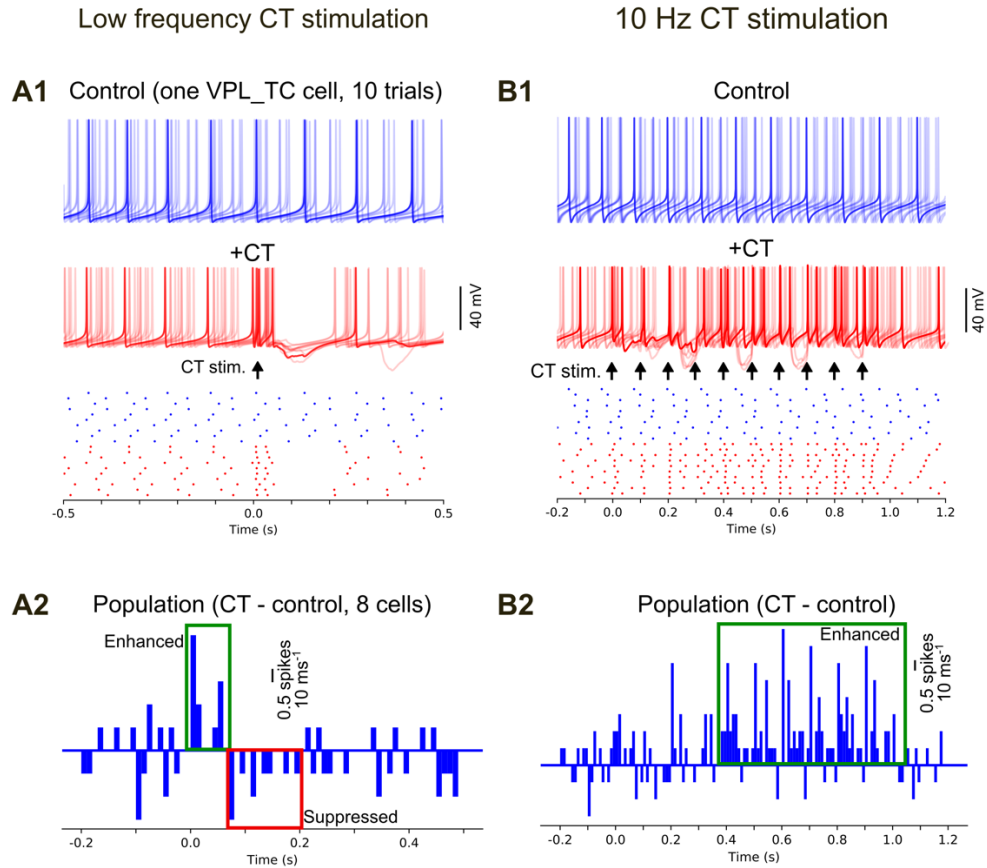 Low frequency CT stimulation
10 Hz CT stimulation
A1
Control (one VPL_TC cell, 10 trials)
+CT
40 mV
CT stim.
-0.5
0.0
0.5
Time (s)
B1
Control
+CT
40 mV
CT stim.
-0.2
0.0
0.2
0.4
0.6
0.8
1.0
1.2
Time (s)
A2
Population (CT - control, 8 cells)
Enhanced
0.5 spikes
10 ms-1
Suppressed
-0.2
0.0
0.2
0.4
Time (s)
B2
Population (CT - control)
Enhanced
0.5 spikes
10 ms-1
-0.2
0.0
0.2
0.4
0.6
0.8
1.0
1.2
Time (s)